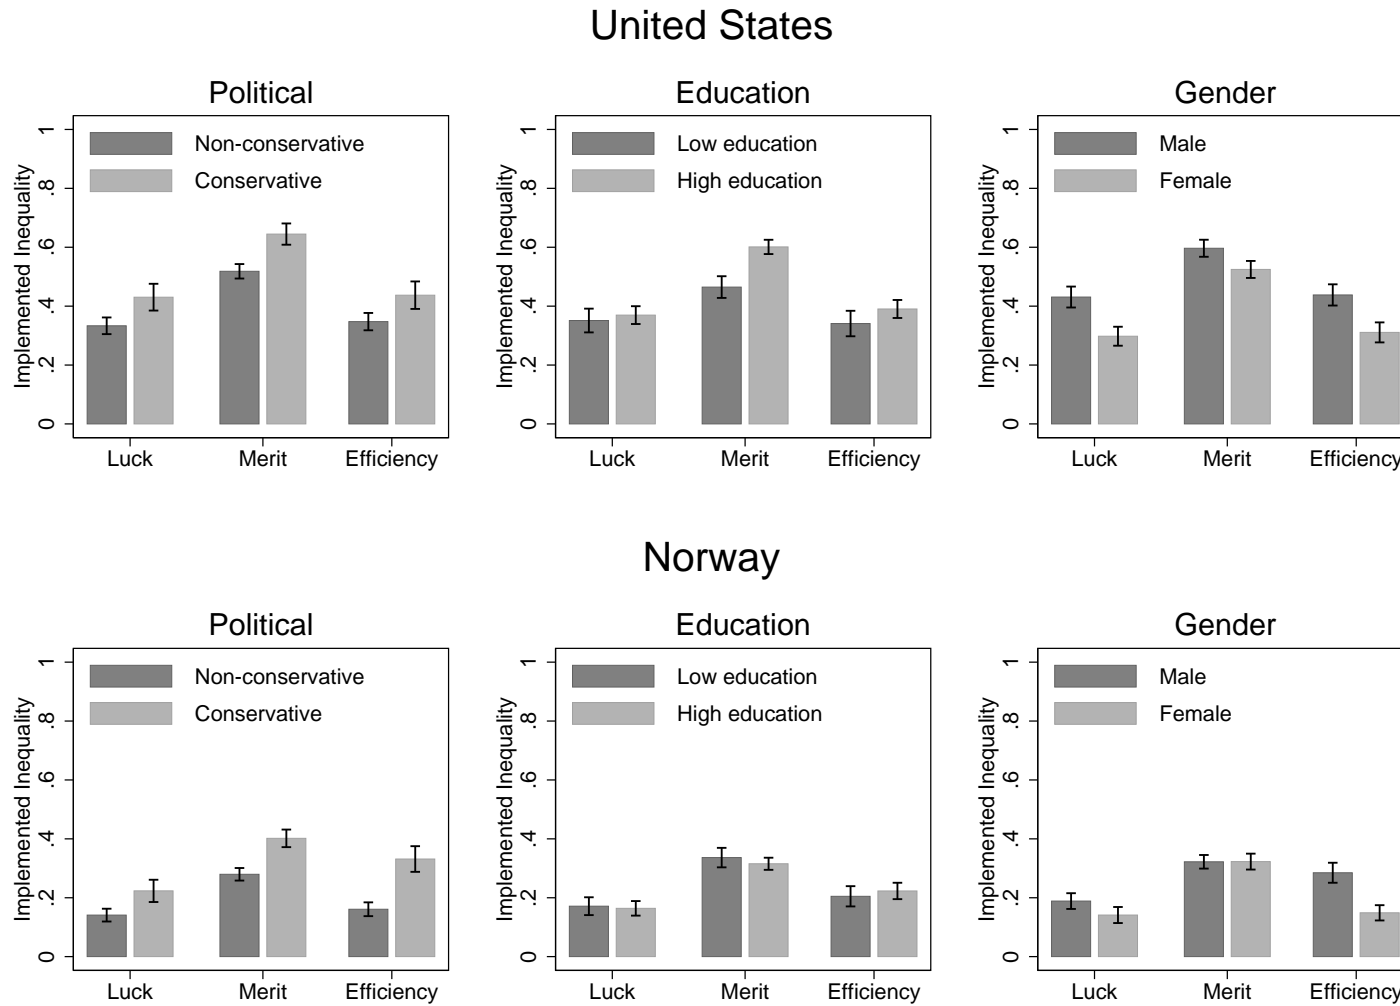 United States
Political
Implemented Inequality
0 .2 .4 .6 .8 1
Non-conservative
Conservative
Luck Merit Efficiency
Education
Implemented Inequality
0 .2 .4 .6 .8 1
Low education
High education
Luck Merit Efficiency
Gender
Implemented Inequality
0 .2 .4 .6 .8 1
Male
Female
Luck Merit Efficiency
Norway
Political
Implemented Inequality
0 .2 .4 .6 .8 1
Non-conservative
Conservative
Luck Merit Efficiency
Education
Implemented Inequality
0 .2 .4 .6 .8 1
Low education
High education
Luck Merit Efficiency
Gender
Implemented Inequality
0 .2 .4 .6 .8 1
Male
Female
Luck Merit Efficiency